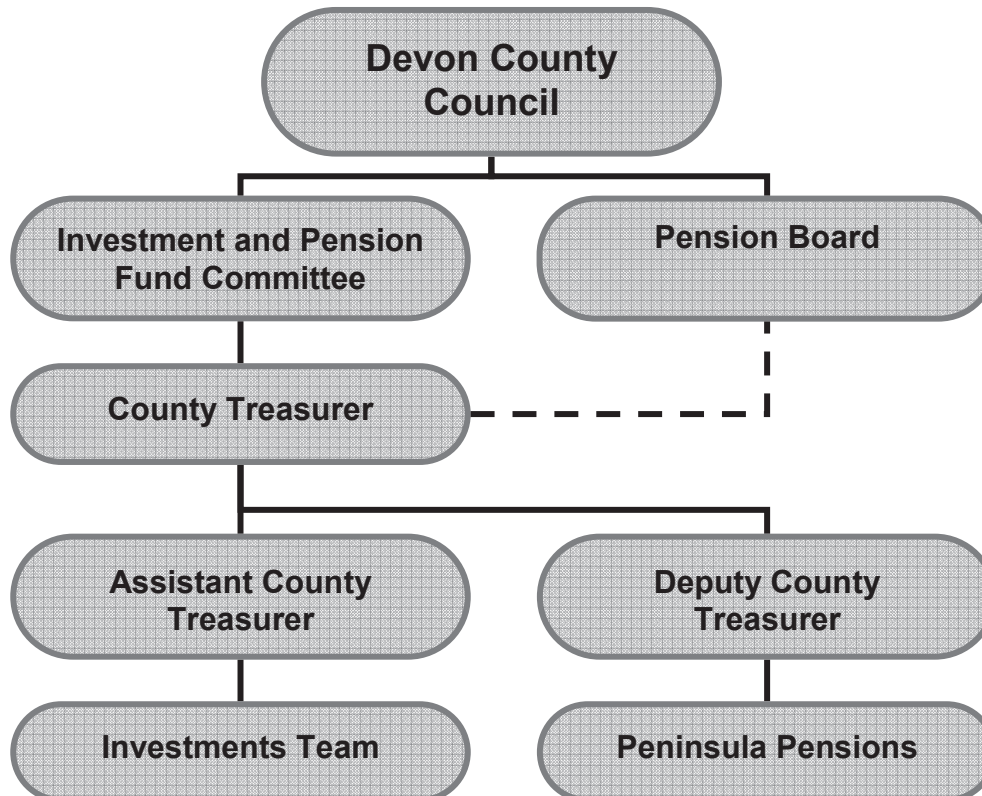 Devon County
Council
Investment and Pension
Fund Committee
Pension Board
County Treasurer
Assistant County
Treasurer
Deputy County
Treasurer
Investments Team
Peninsula Pensions